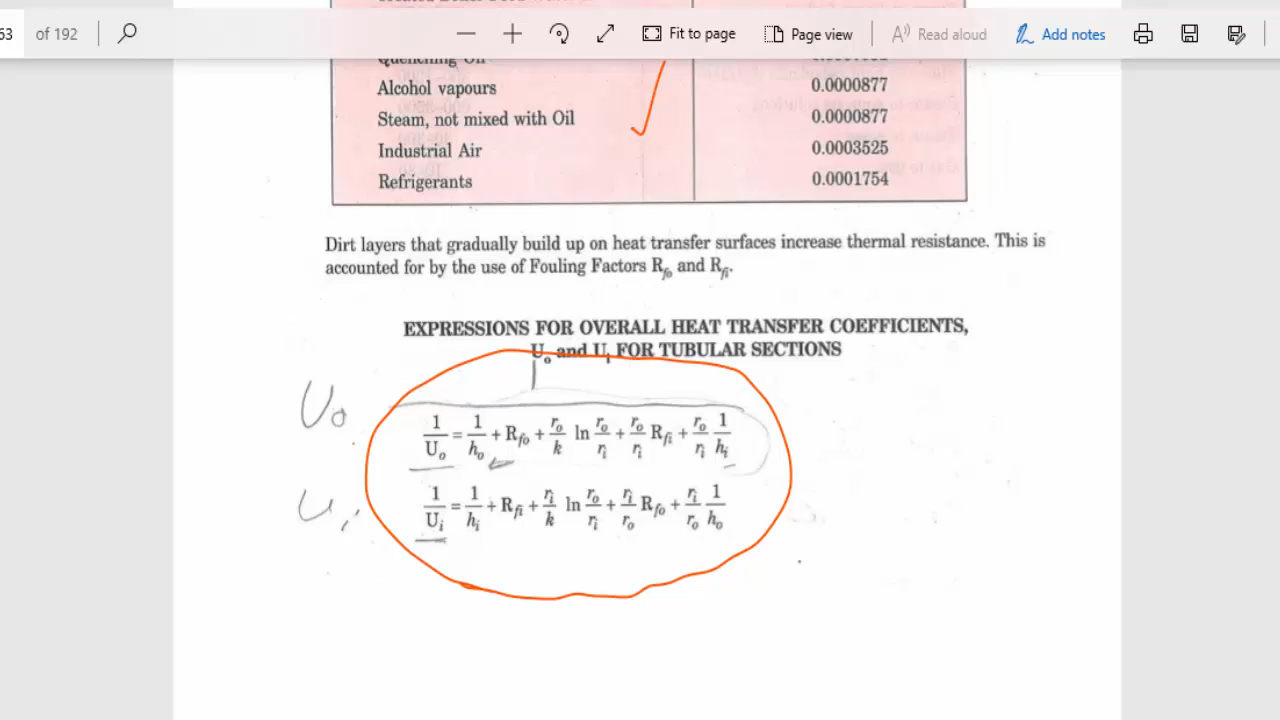 53 of 192 Fit to page Page view Read aloud Add notes
Quenching Oil
Alcohol vapours 0.0000877
Steam, not mixed with Oil 0.0000877
Industrial Air 0.0003525
Refrigerants 0.0001754
Dirt layers that gradually build up on heat transfer surfaces increase thermal resistance. This is
accounted for by the use of Fouling Factors R_fo and R_fi.
EXPRESSIONS FOR OVERALL HEAT TRANSFER COEFFICIENTS,
U_o and U_i FOR TUBULAR SECTIONS
U_o
1/U_o = 1/h_o + R_fo + r_o/k ln r_o/r_i + r_o/r_i R_fi + r_o/r_i 1/h_i
U_i
1/U_i = 1/h_i + R_fi + r_i/k ln r_o/r_i + r_i/r_o R_fo + r_i/r_o 1/h_o